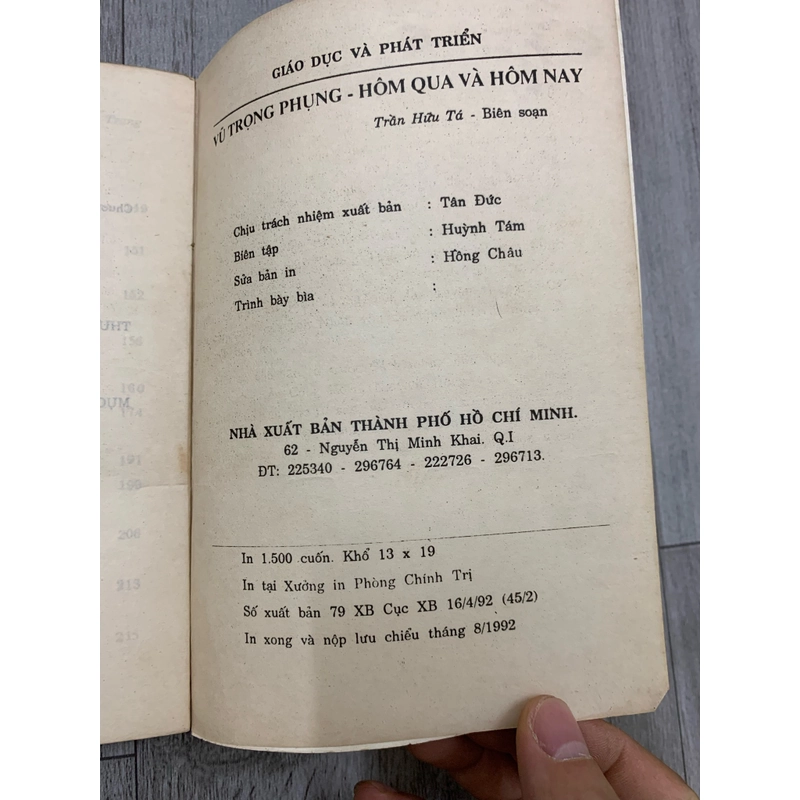 GIÁO DỤC VÀ PHÁT TRIỂN
VŨ TRỌNG PHỤNG - HÔM QUA VÀ HÔM NAY
Trần Hữu Tá - Biên soạn
Chịu trách nhiệm xuất bản : Tân Đức
Biên tập : Huỳnh Tám
Sửa bản in : Hồng Châu
Trình bày bìa :
NHÀ XUẤT BẢN THÀNH PHỐ HỒ CHÍ MINH.
62 - Nguyễn Thị Minh Khai. Q.I
ĐT: 225340 - 296764 - 222726 - 296713.
In 1.500 cuốn. Khổ 13 x 19
In tại Xưởng in Phòng Chính Trị
Số xuất bản 79 XB Cục XB 16/4/92 (45/2)
In xong và nộp lưu chiểu tháng 8/1992